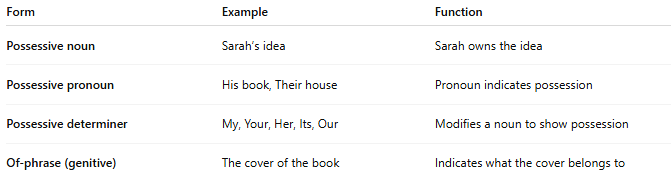 Form Example Function
Possessive noun Sarah's idea Sarah owns the idea
Possessive pronoun His book, Their house Pronoun indicates possession
Possessive determiner My, Your, Her, Its, Our Modifies a noun to show possession
Of-phrase (genitive) The cover of the book Indicates what the cover belongs to